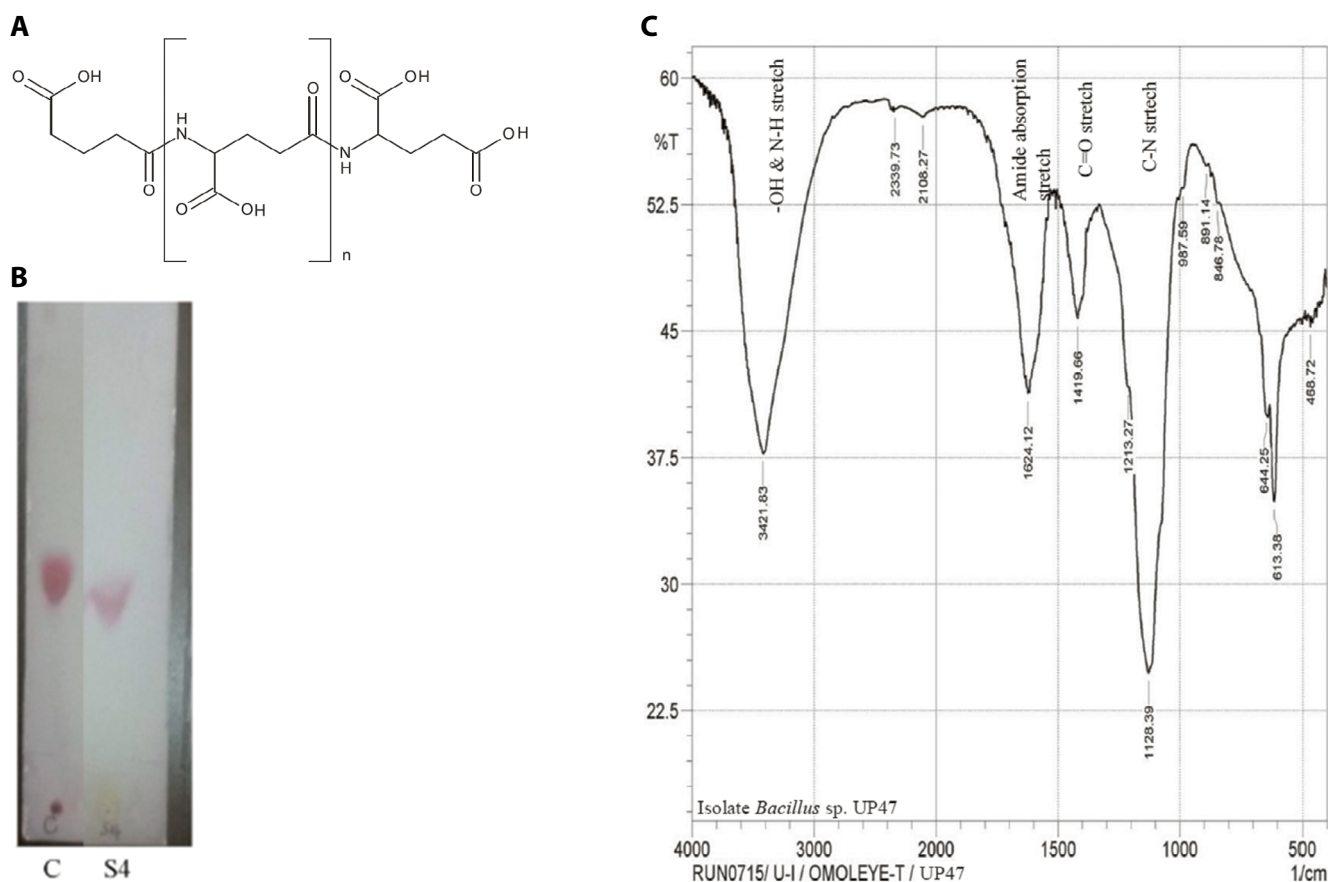 A
O
OH
O
N
H
O
OH
O
n
O
N
H
O
OH
OH
O
B
C
S4
C
S4
C
60
%T
52.5
45
37.5
30
22.5
-OH & N-H stretch
Amide absorption
stretch
C=O stretch
C-N strtech
3421.83
2339.73
2108.27
1624.12
1419.66
1213.27
1128.39
987.59
891.14
846.78
644.25
613.38
468.72
Isolate Bacillus sp. UP47
4000
3000
2000
1500
1000
500
RUN0715/ U-I / OMOLEYE-T / UP47
1/cm